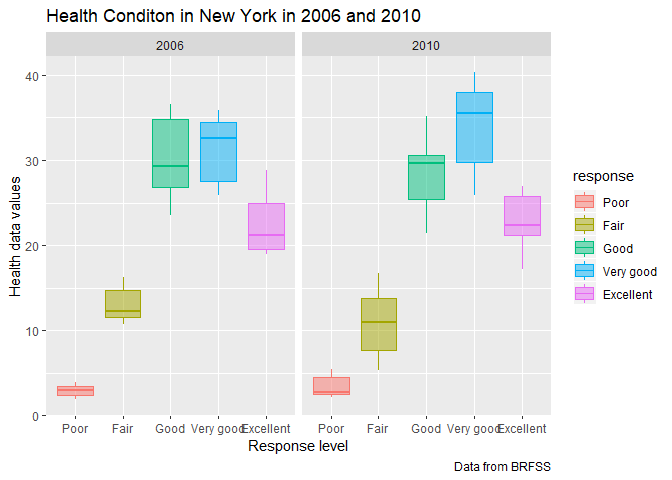 Health Conditon in New York in 2006 and 2010
2006
2010
40
30
20
10
0
Health data values
Poor
Fair
Good
Very good
Excellent
Poor
Fair
Good
Very good
Excellent
Response level
response
Poor
Fair
Good
Very good
Excellent
Data from BRFSS